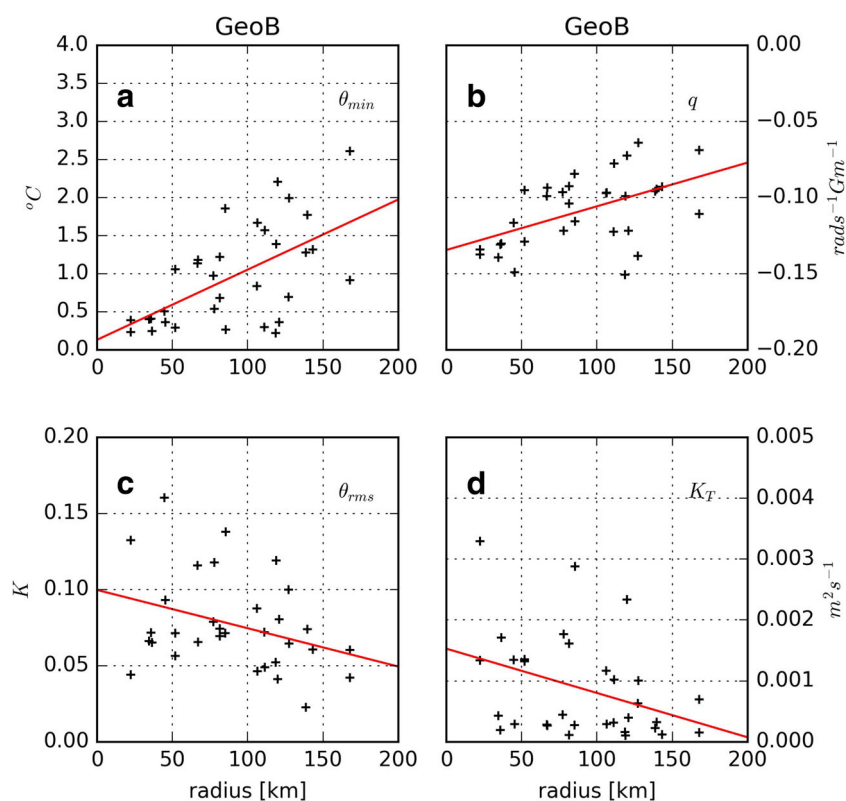 GeoB GeoB
4.0 0.00
3.5
a θmin b q
3.0 −0.05
2.5
°C 2.0 −0.10 rads⁻¹Gm⁻¹
1.5
1.0 −0.15
0.5
0.0 −0.20
0 50 100 150 200 0 50 100 150 200
0.20 0.005
c θrms d KT
0.004
0.15
0.003
K 0.10 m²s⁻¹
0.002
0.05
0.001
0.00 0.000
0 50 100 150 200 0 50 100 150 200
radius [km] radius [km]